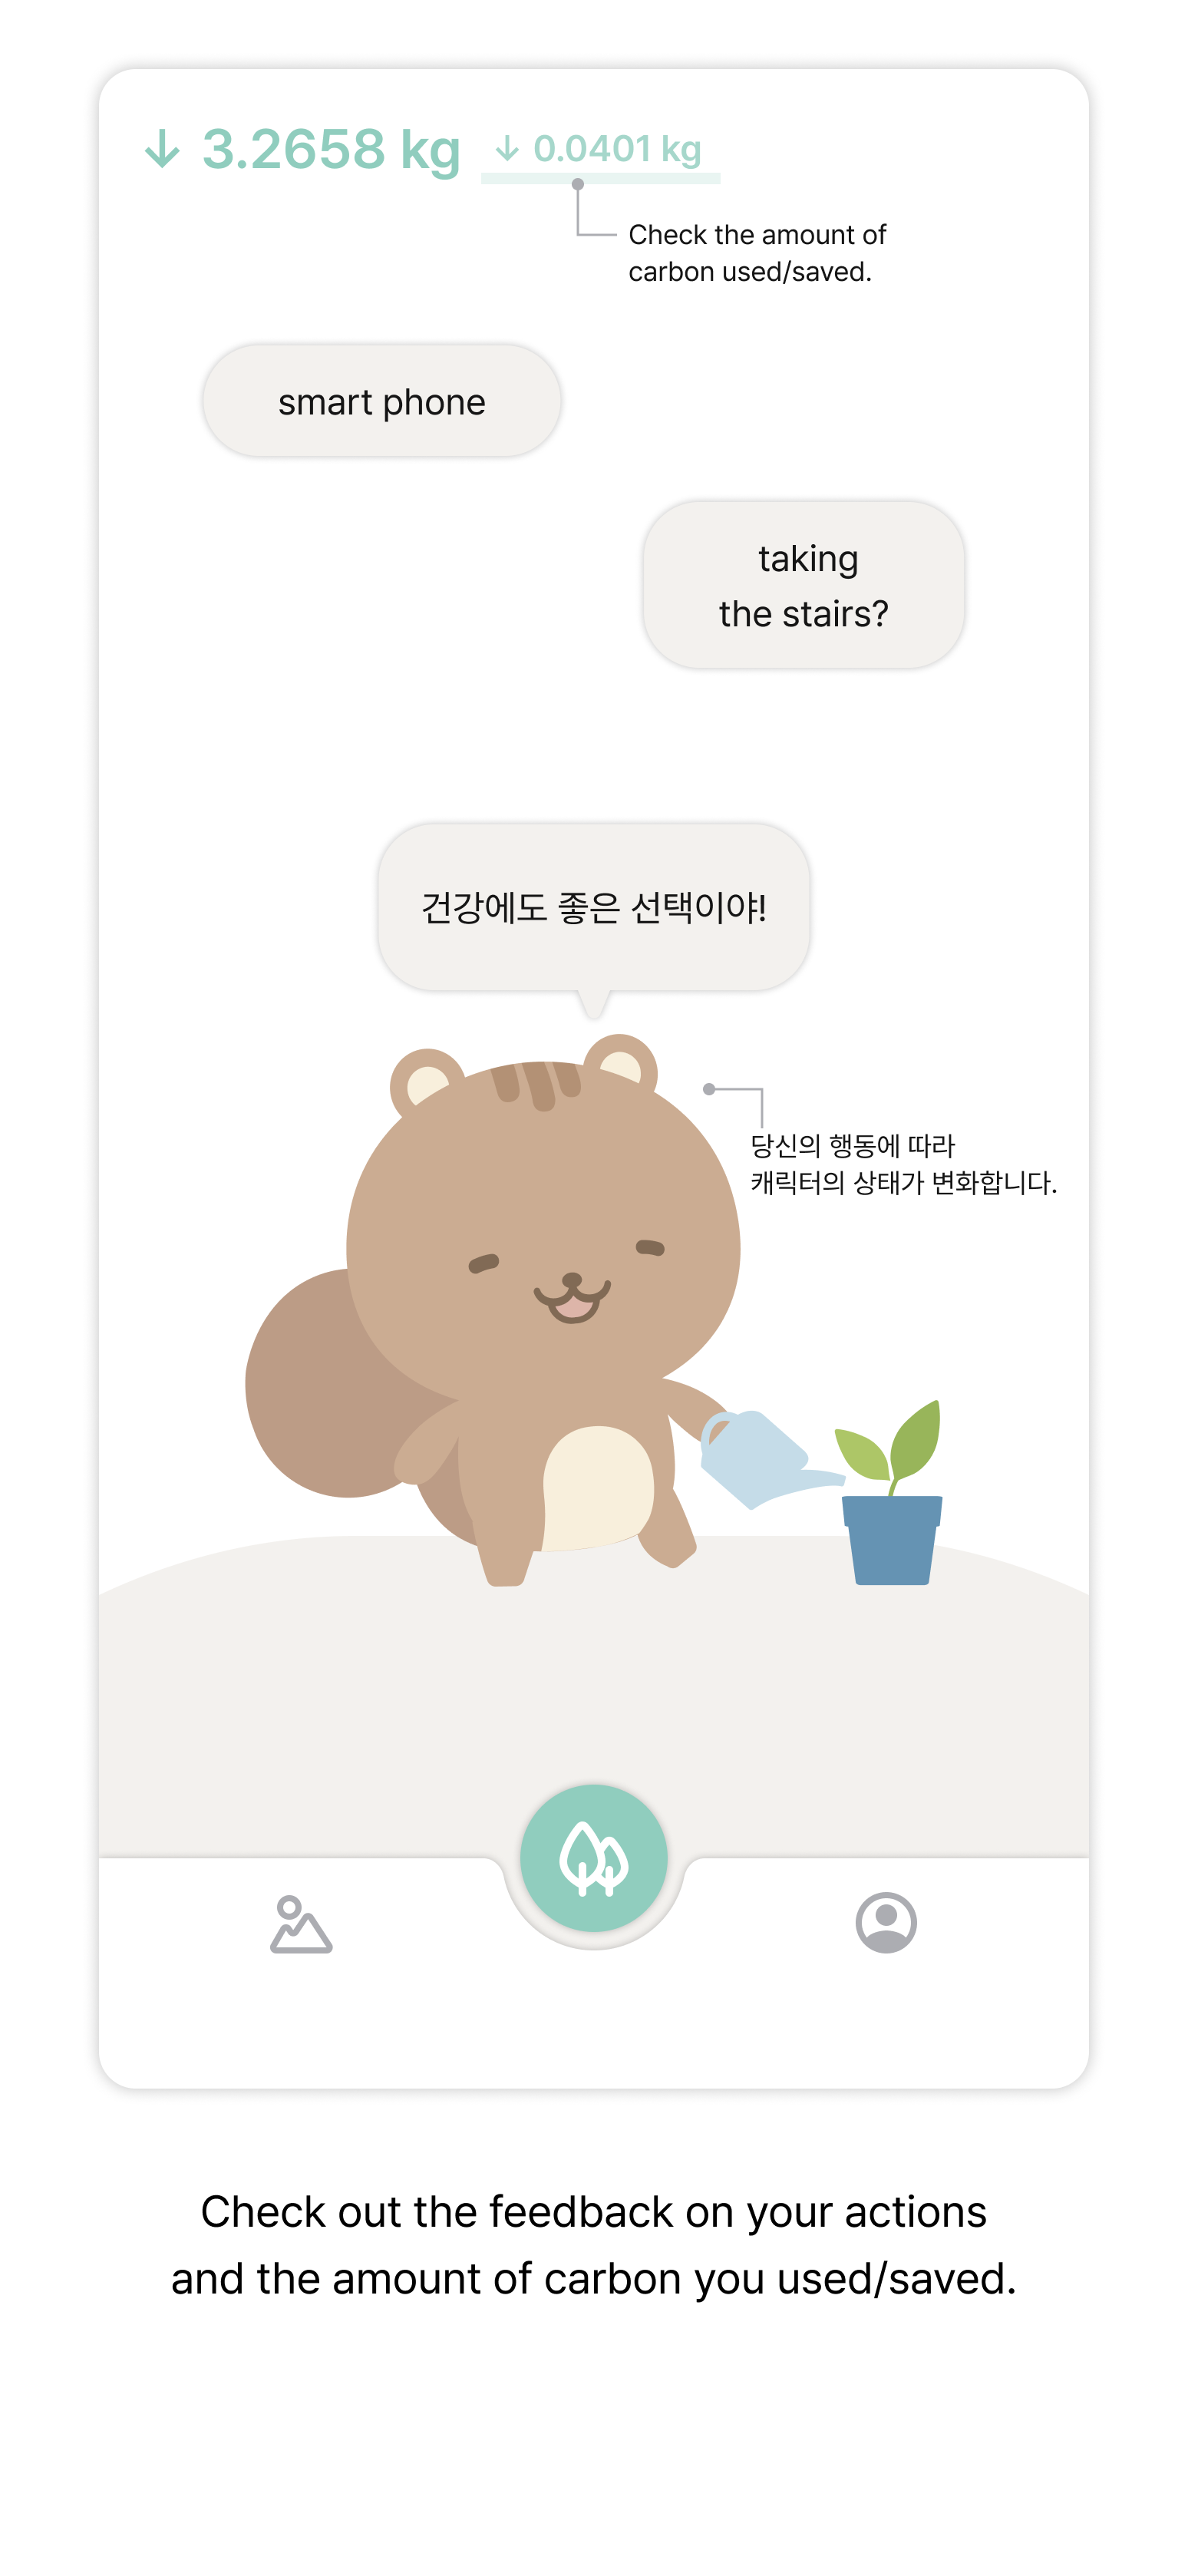 ↓ 3.2658 kg ↓ 0.0401 kg
Check the amount of
carbon used/saved.
smart phone
taking
the stairs?
건강에도 좋은 선택이야!
당신의 행동에 따라
캐릭터의 상태가 변화합니다.
Check out the feedback on your actions
and the amount of carbon you used/saved.